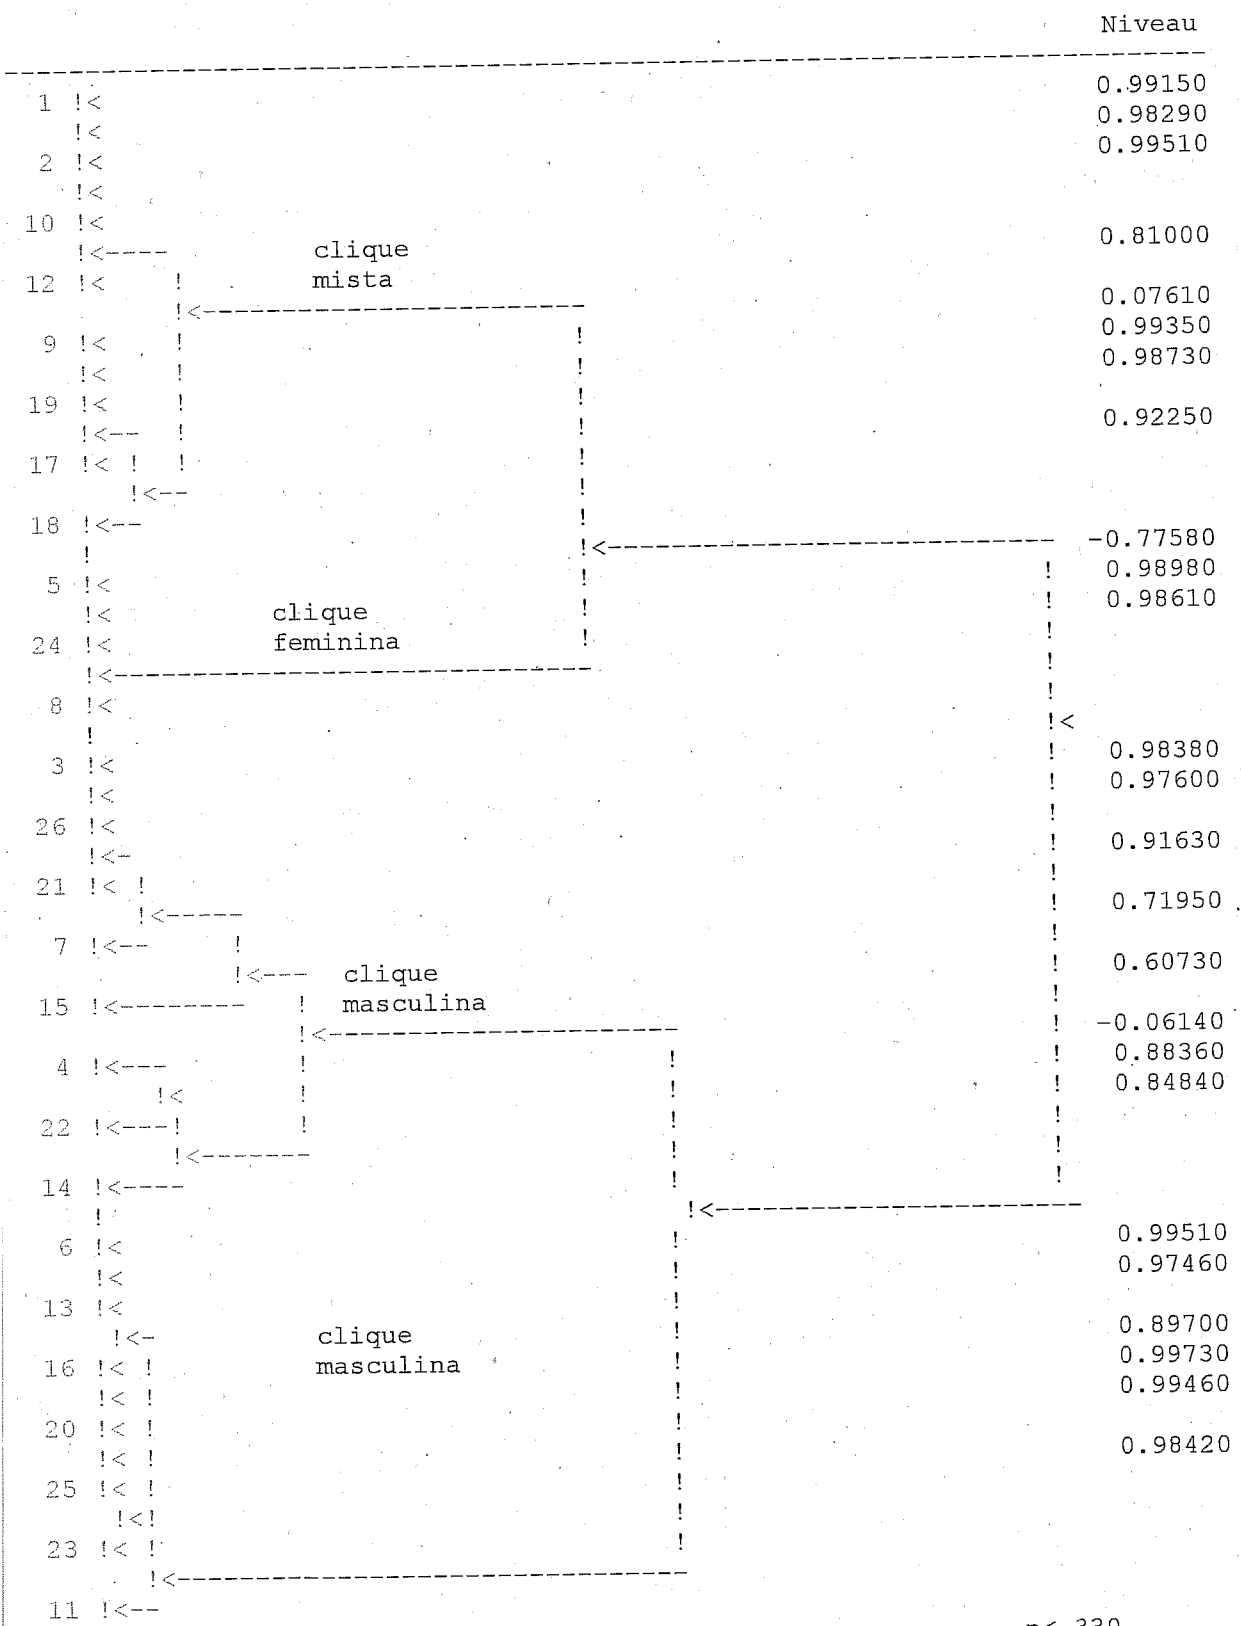 Niveau
--------------------------------------------------------------------------
0.99150
1 !<
0.98290
!<
0.99510
2 !<
!<
10 !<
0.81000
!<---- clique
12 !< ! mista
0.07610
!<------------------------
0.99350
9 !< ! !
0.98730
!< ! !
19 !< ! !
0.92250
!<-- ! !
17 !< ! ! !
!<-- !
18 !<-- !
! !<---------------------------- -0.77580
5 !< ! ! 0.98980
!< clique ! ! 0.98610
24 !< feminina ! !
!<------------------------------ !
8 !< !
! !<
3 !< ! 0.98380
!< ! 0.97600
26 !< !
!<- ! 0.91630
21 !< ! !
!<----- ! 0.71950
7 !<-- ! !
!<--- clique ! 0.60730
15 !<-------- ! masculina !
!<---------------------- ! -0.06140
4 !<--- ! ! ! 0.88360
!< ! ! ! 0.84840
22 !<---! ! ! !
!<------- ! !
14 !<---- ! !
! !<-----------------------
6 !< ! 0.99510
!< ! 0.97460
13 !< !
!<- clique ! 0.89700
16 !< ! masculina ! 0.99730
!< ! ! 0.99460
20 !< ! !
!< ! ! 0.98420
25 !< ! !
!<! !
23 !< ! !
!<--------------------------------
11 !<--